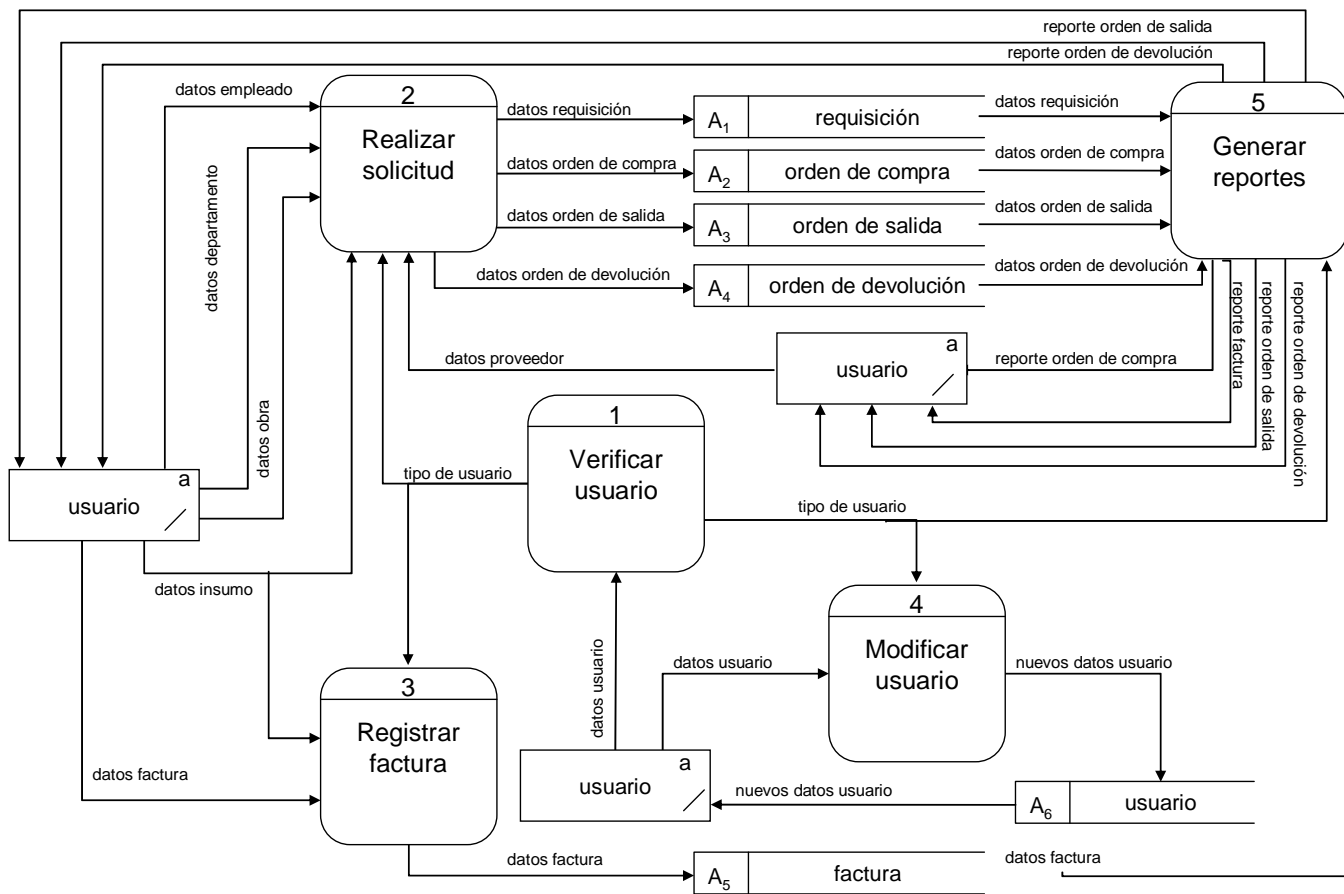 reporte orden de salida
reporte orden de devolución
datos empleado
2
Realizar
solicitud
datos requisición
A1
requisición
datos requisición
5
Generar
reportes
datos orden de compra
A2
orden de compra
datos orden de compra
datos orden de salida
A3
orden de salida
datos orden de salida
datos orden de devolución
A4
orden de devolución
datos orden de devolución
datos departamento
datos obra
datos proveedor
a
usuario
reporte orden de compra
reporte factura
reporte orden de salida
reporte orden de devolución
1
Verificar
usuario
tipo de usuario
tipo de usuario
a
usuario
datos insumo
4
Modificar
usuario
datos usuario
datos usuario
nuevos datos usuario
3
Registrar
factura
datos factura
a
usuario
nuevos datos usuario
A6
usuario
datos factura
A5
factura
datos factura